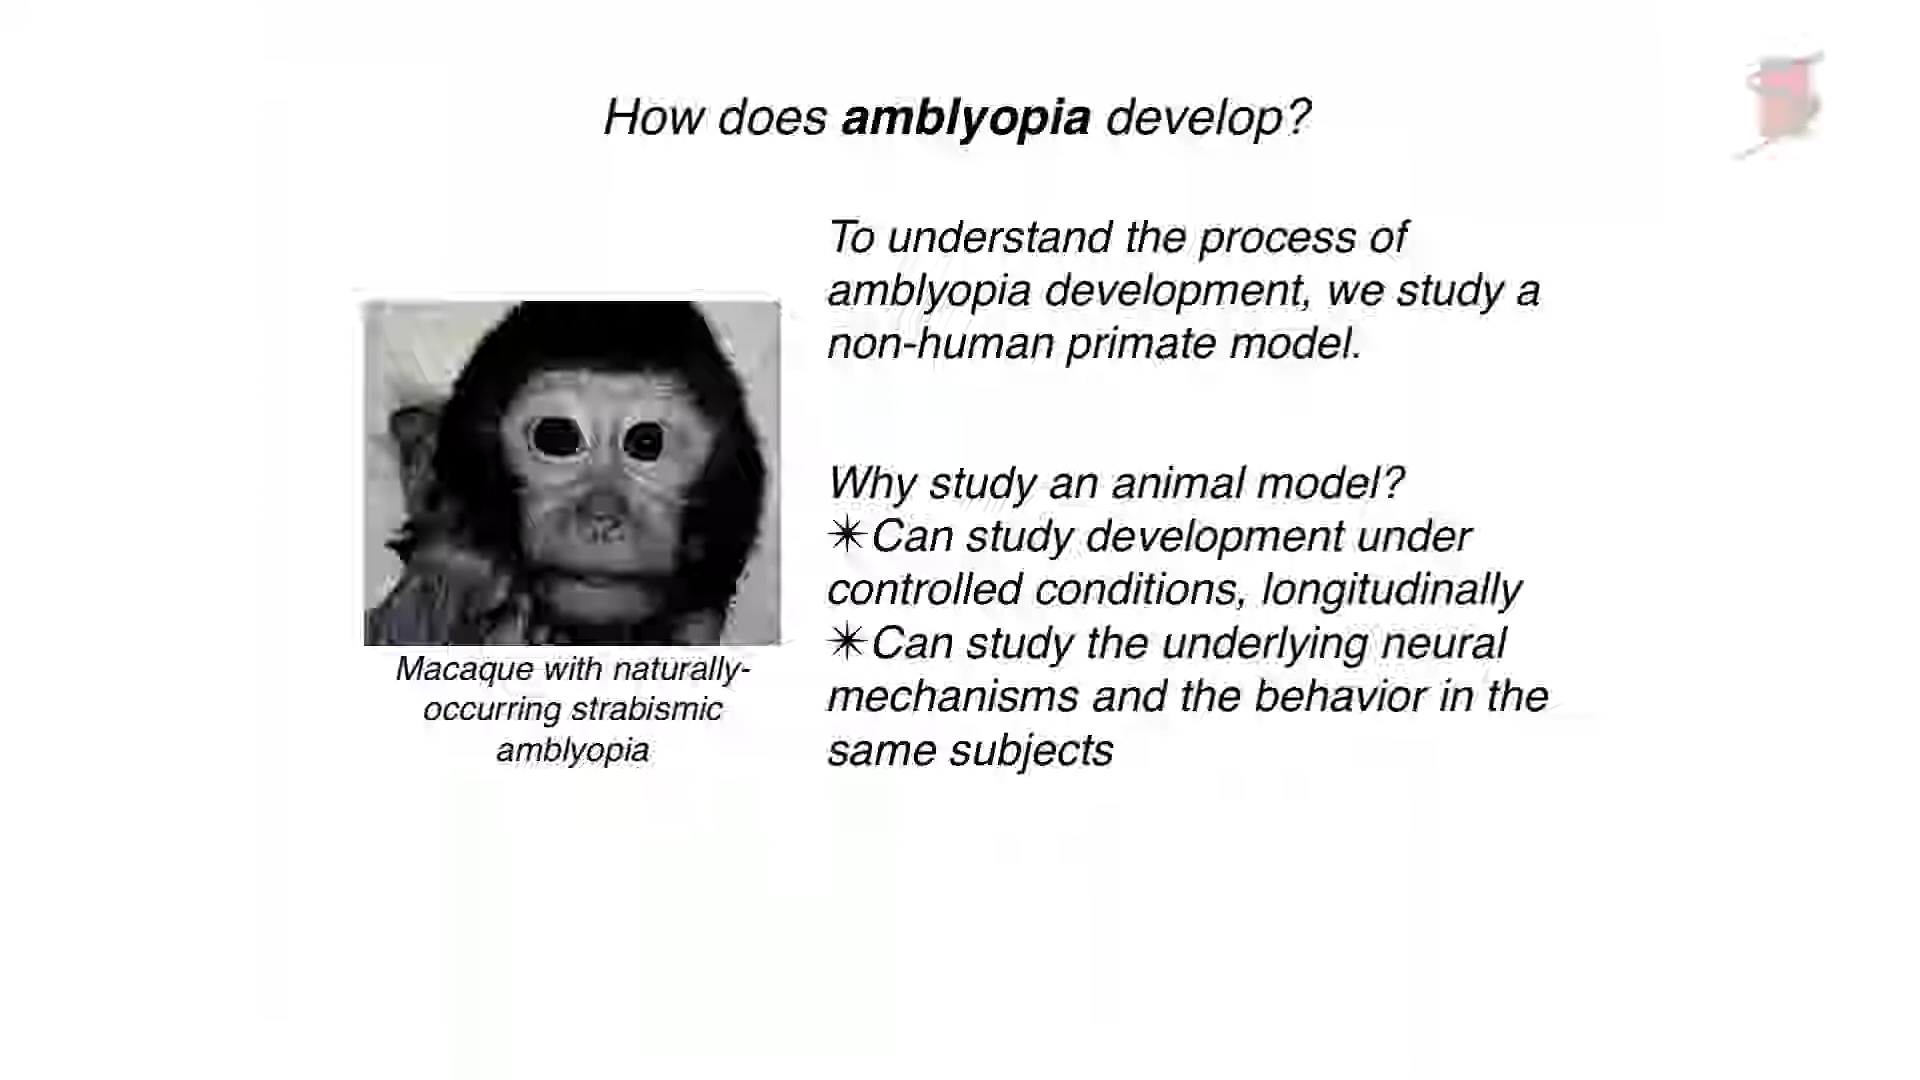 How does amblyopia develop?
To understand the process of
amblyopia development, we study a
non-human primate model.
Why study an animal model?
✴Can study development under
controlled conditions, longitudinally
✴Can study the underlying neural
mechanisms and the behavior in the
same subjects
Macaque with naturally-
occurring strabismic
amblyopia